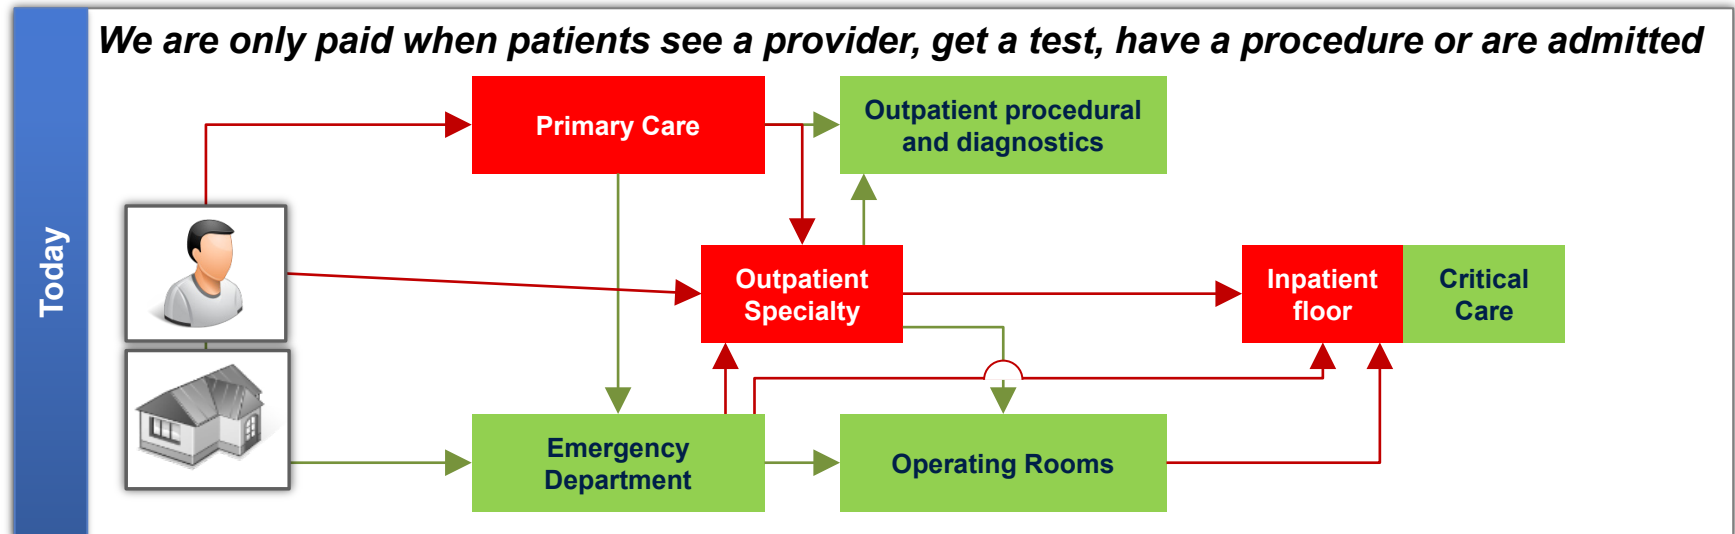 We are only paid when patients see a provider, get a test, have a procedure or are admitted
Today
Primary Care
Outpatient procedural
and diagnostics
Outpatient
Specialty
Inpatient
floor
Critical
Care
Emergency
Department
Operating Rooms